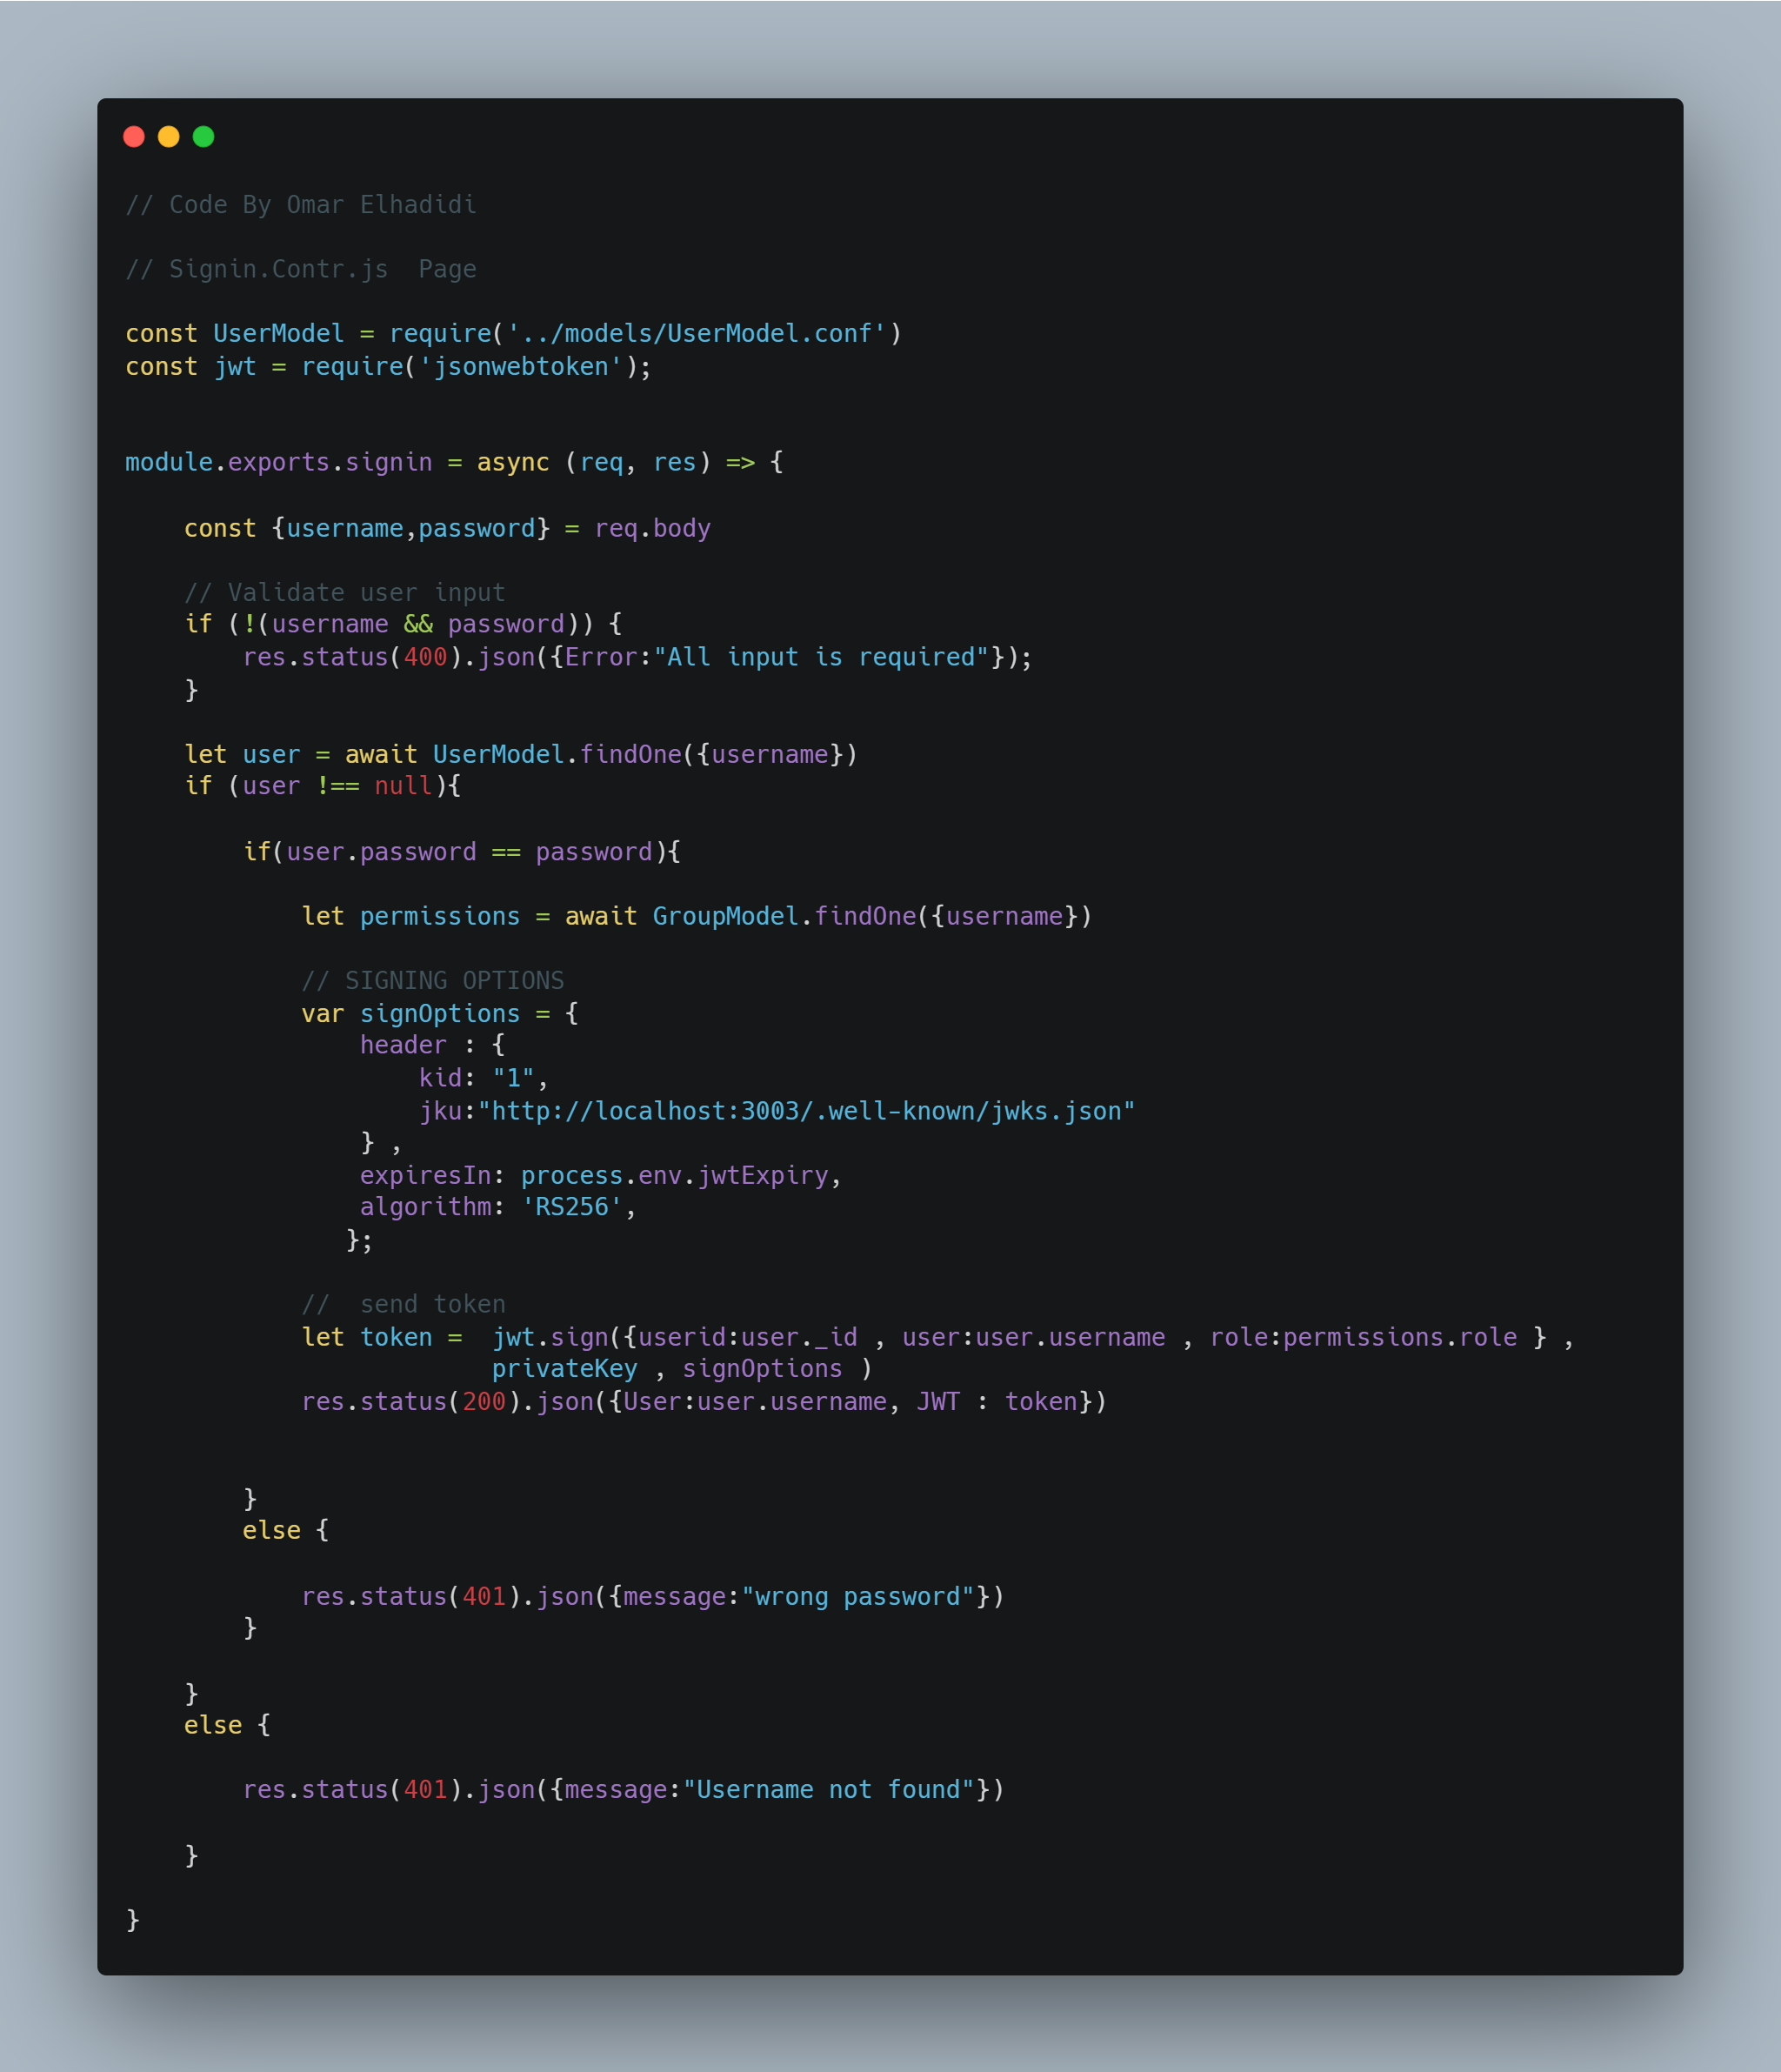 // Code By Omar Elhadidi
// Signin.Contr.js  Page
const UserModel = require('../models/UserModel.conf')
const jwt = require('jsonwebtoken');
module.exports.signin = async (req, res) => {
    const {username,password} = req.body
    // Validate user input
    if (!(username && password)) {
        res.status(400).json({Error:"All input is required"});
    }
    let user = await UserModel.findOne({username})
    if (user !== null){
        if(user.password == password){
            let permissions = await GroupModel.findOne({username})
            // SIGNING OPTIONS
            var signOptions = {
                header : {
                    kid: "1",
                    jku:"http://localhost:3003/.well-known/jwks.json"
                } ,
                expiresIn: process.env.jwtExpiry,
                algorithm: 'RS256',
               };
            //  send token
            let token =  jwt.sign({userid:user._id , user:user.username , role:permissions.role } ,
                         privateKey , signOptions )
            res.status(200).json({User:user.username, JWT : token})
        }
        else {
            res.status(401).json({message:"wrong password"})
        }
    }
    else {
        res.status(401).json({message:"Username not found"})
    }
}